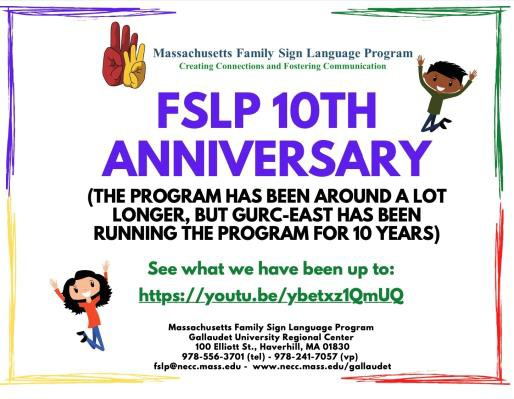 Massachusetts Family Sign Language Program
Creating Connections and Fostering Communication
FSLP 10TH
ANNIVERSARY
(THE PROGRAM HAS BEEN AROUND A LOT
LONGER, BUT GURC-EAST HAS BEEN
RUNNING THE PROGRAM FOR 10 YEARS)
See what we have been up to:
https://youtu.be/ybetxz1QmUQ
Massachusetts Family Sign Language Program
Gallaudet University Regional Center
100 Elliott St., Haverhill, MA 01830
978-556-3701 (tel) - 978-241-7057 (vp)
fslp@necc.mass.edu - www.necc.mass.edu/gallaudet